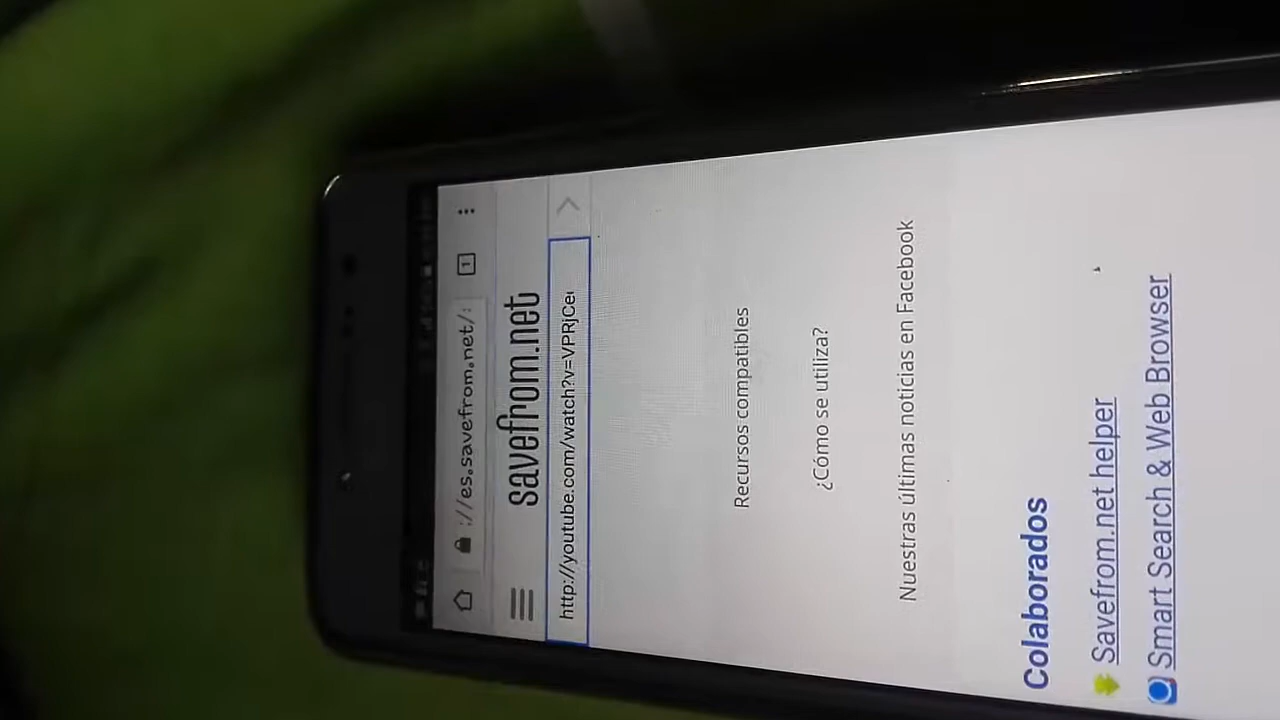 ://es.savefrom.net/
1
savefrom.net
http://youtube.com/watch?v=VPRjCe
Recursos compatibles
¿Cómo se utiliza?
Nuestras últimas noticias en Facebook
Colaborados
Savefrom.net helper
Smart Search & Web Browser